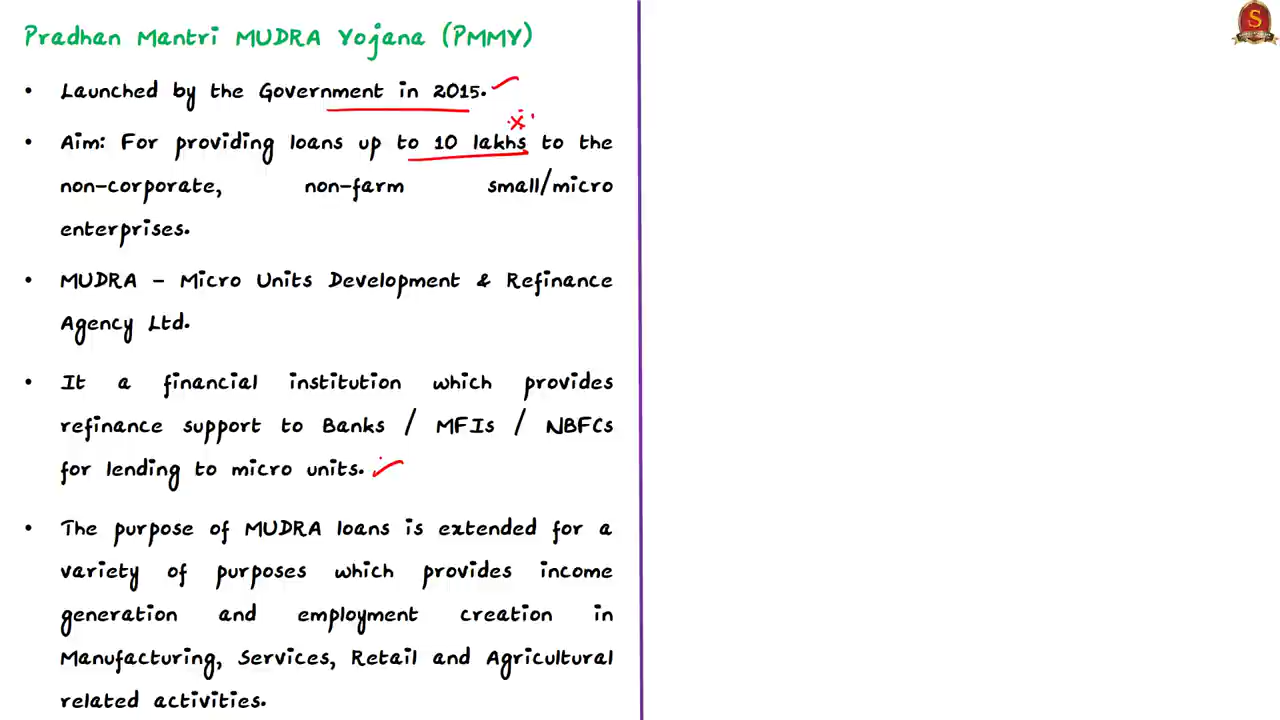 Pradhan Mantri MUDRA Yojana (PMMY)
• Launched by the Government in 2015.
• Aim: For providing loans up to 10 lakhs to the
non-corporate, non-farm small/micro
enterprises.
• MUDRA – Micro Units Development & Refinance
Agency Ltd.
• It a financial institution which provides
refinance support to Banks / MFIs / NBFCs
for lending to micro units.
• The purpose of MUDRA loans is extended for a
variety of purposes which provides income
generation and employment creation in
Manufacturing, Services, Retail and Agricultural
related activities.
S